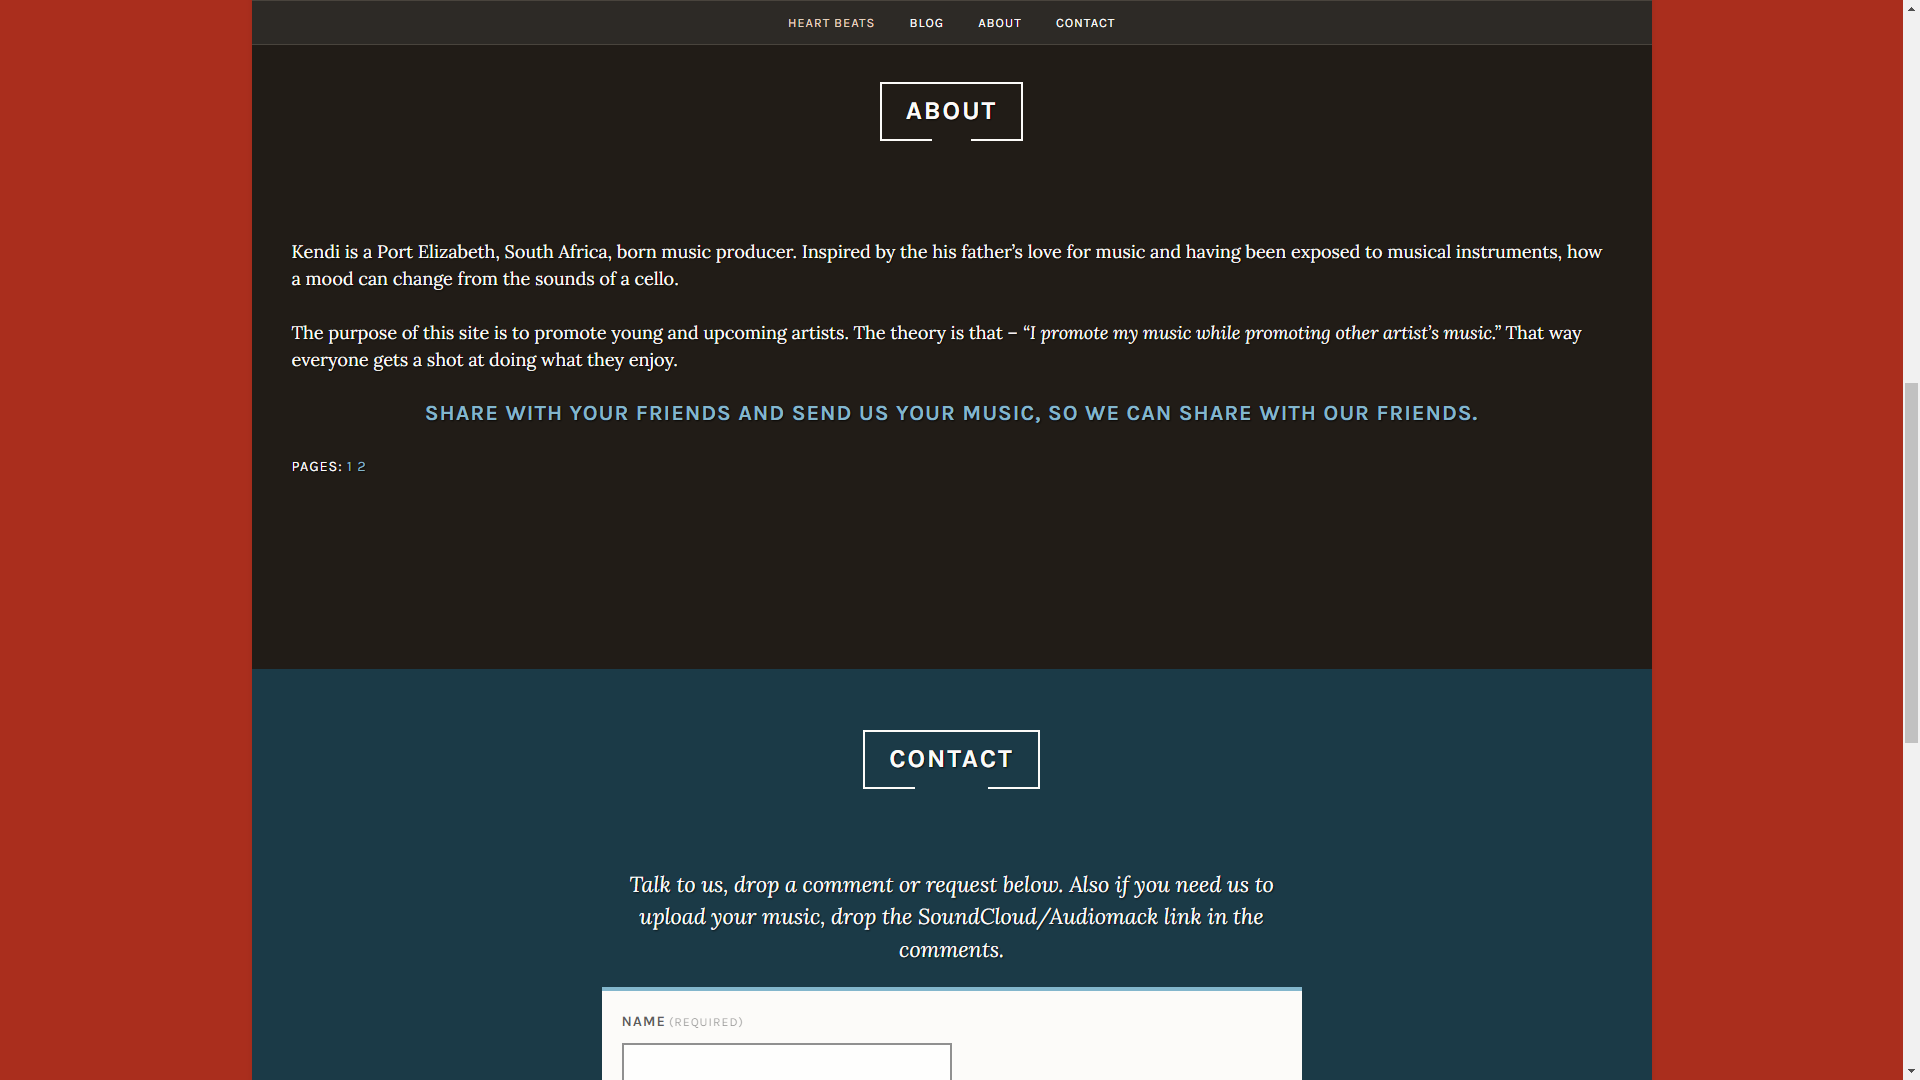 HEART BEATS BLOG ABOUT CONTACT
ABOUT
Kendi is a Port Elizabeth, South Africa, born music producer. Inspired by the his father’s love for music and having been exposed to musical instruments, how
a mood can change from the sounds of a cello.
The purpose of this site is to promote young and upcoming artists. The theory is that – “I promote my music while promoting other artist’s music.” That way
everyone gets a shot at doing what they enjoy.
SHARE WITH YOUR FRIENDS AND SEND US YOUR MUSIC, SO WE CAN SHARE WITH OUR FRIENDS.
PAGES: 1 2
CONTACT
Talk to us, drop a comment or request below. Also if you need us to
upload your music, drop the SoundCloud/Audiomack link in the
comments.
NAME (REQUIRED)